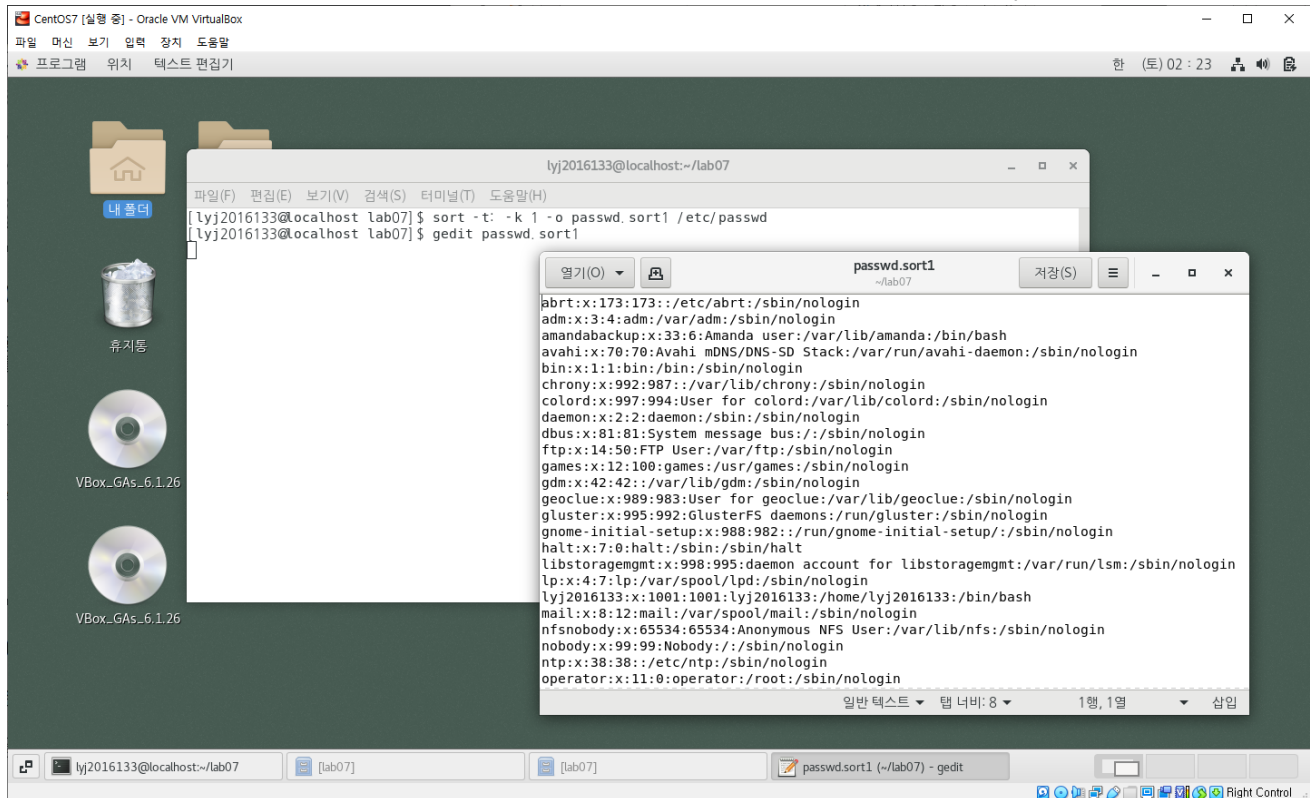 CentOS7 [실행 중] - Oracle VM VirtualBox
파일 머신 보기 입력 장치 도움말
프로그램 위치 텍스트 편집기 한 (토) 02 : 23
내 폴더
휴지통
VBox_GAs_6.1.26
VBox_GAs_6.1.26
lyj2016133@localhost:~/lab07
파일(F) 편집(E) 보기(V) 검색(S) 터미널(T) 도움말(H)
[lyj2016133@localhost lab07]$ sort -t: -k 1 -o passwd.sort1 /etc/passwd
[lyj2016133@localhost lab07]$ gedit passwd.sort1
열기(O) passwd.sort1 저장(S)
~/lab07
abrt:x:173:173::/etc/abrt:/sbin/nologin
adm:x:3:4:adm:/var/adm:/sbin/nologin
amandabackup:x:33:6:Amanda user:/var/lib/amanda:/bin/bash
avahi:x:70:70:Avahi mDNS/DNS-SD Stack:/var/run/avahi-daemon:/sbin/nologin
bin:x:1:1:bin:/bin:/sbin/nologin
chrony:x:992:987::/var/lib/chrony:/sbin/nologin
colord:x:997:994:User for colord:/var/lib/colord:/sbin/nologin
daemon:x:2:2:daemon:/sbin:/sbin/nologin
dbus:x:81:81:System message bus:/:/sbin/nologin
ftp:x:14:50:FTP User:/var/ftp:/sbin/nologin
games:x:12:100:games:/usr/games:/sbin/nologin
gdm:x:42:42::/var/lib/gdm:/sbin/nologin
geoclue:x:989:983:User for geoclue:/var/lib/geoclue:/sbin/nologin
gluster:x:995:992:GlusterFS daemons:/run/gluster:/sbin/nologin
gnome-initial-setup:x:988:982::/run/gnome-initial-setup/:/sbin/nologin
halt:x:7:0:halt:/sbin:/sbin/halt
libstoragemgmt:x:998:995:daemon account for libstoragemgmt:/var/run/lsm:/sbin/nologin
lp:x:4:7:lp:/var/spool/lpd:/sbin/nologin
lyj2016133:x:1001:1001:lyj2016133:/home/lyj2016133:/bin/bash
mail:x:8:12:mail:/var/spool/mail:/sbin/nologin
nfsnobody:x:65534:65534:Anonymous NFS User:/var/lib/nfs:/sbin/nologin
nobody:x:99:99:Nobody:/:/sbin/nologin
ntp:x:38:38::/etc/ntp:/sbin/nologin
operator:x:11:0:operator:/root:/sbin/nologin
일반 텍스트 탭 너비: 8 1행, 1열 삽입
lyj2016133@localhost:~/lab07 [lab07] [lab07] passwd.sort1 (~/lab07) - gedit
Right Control